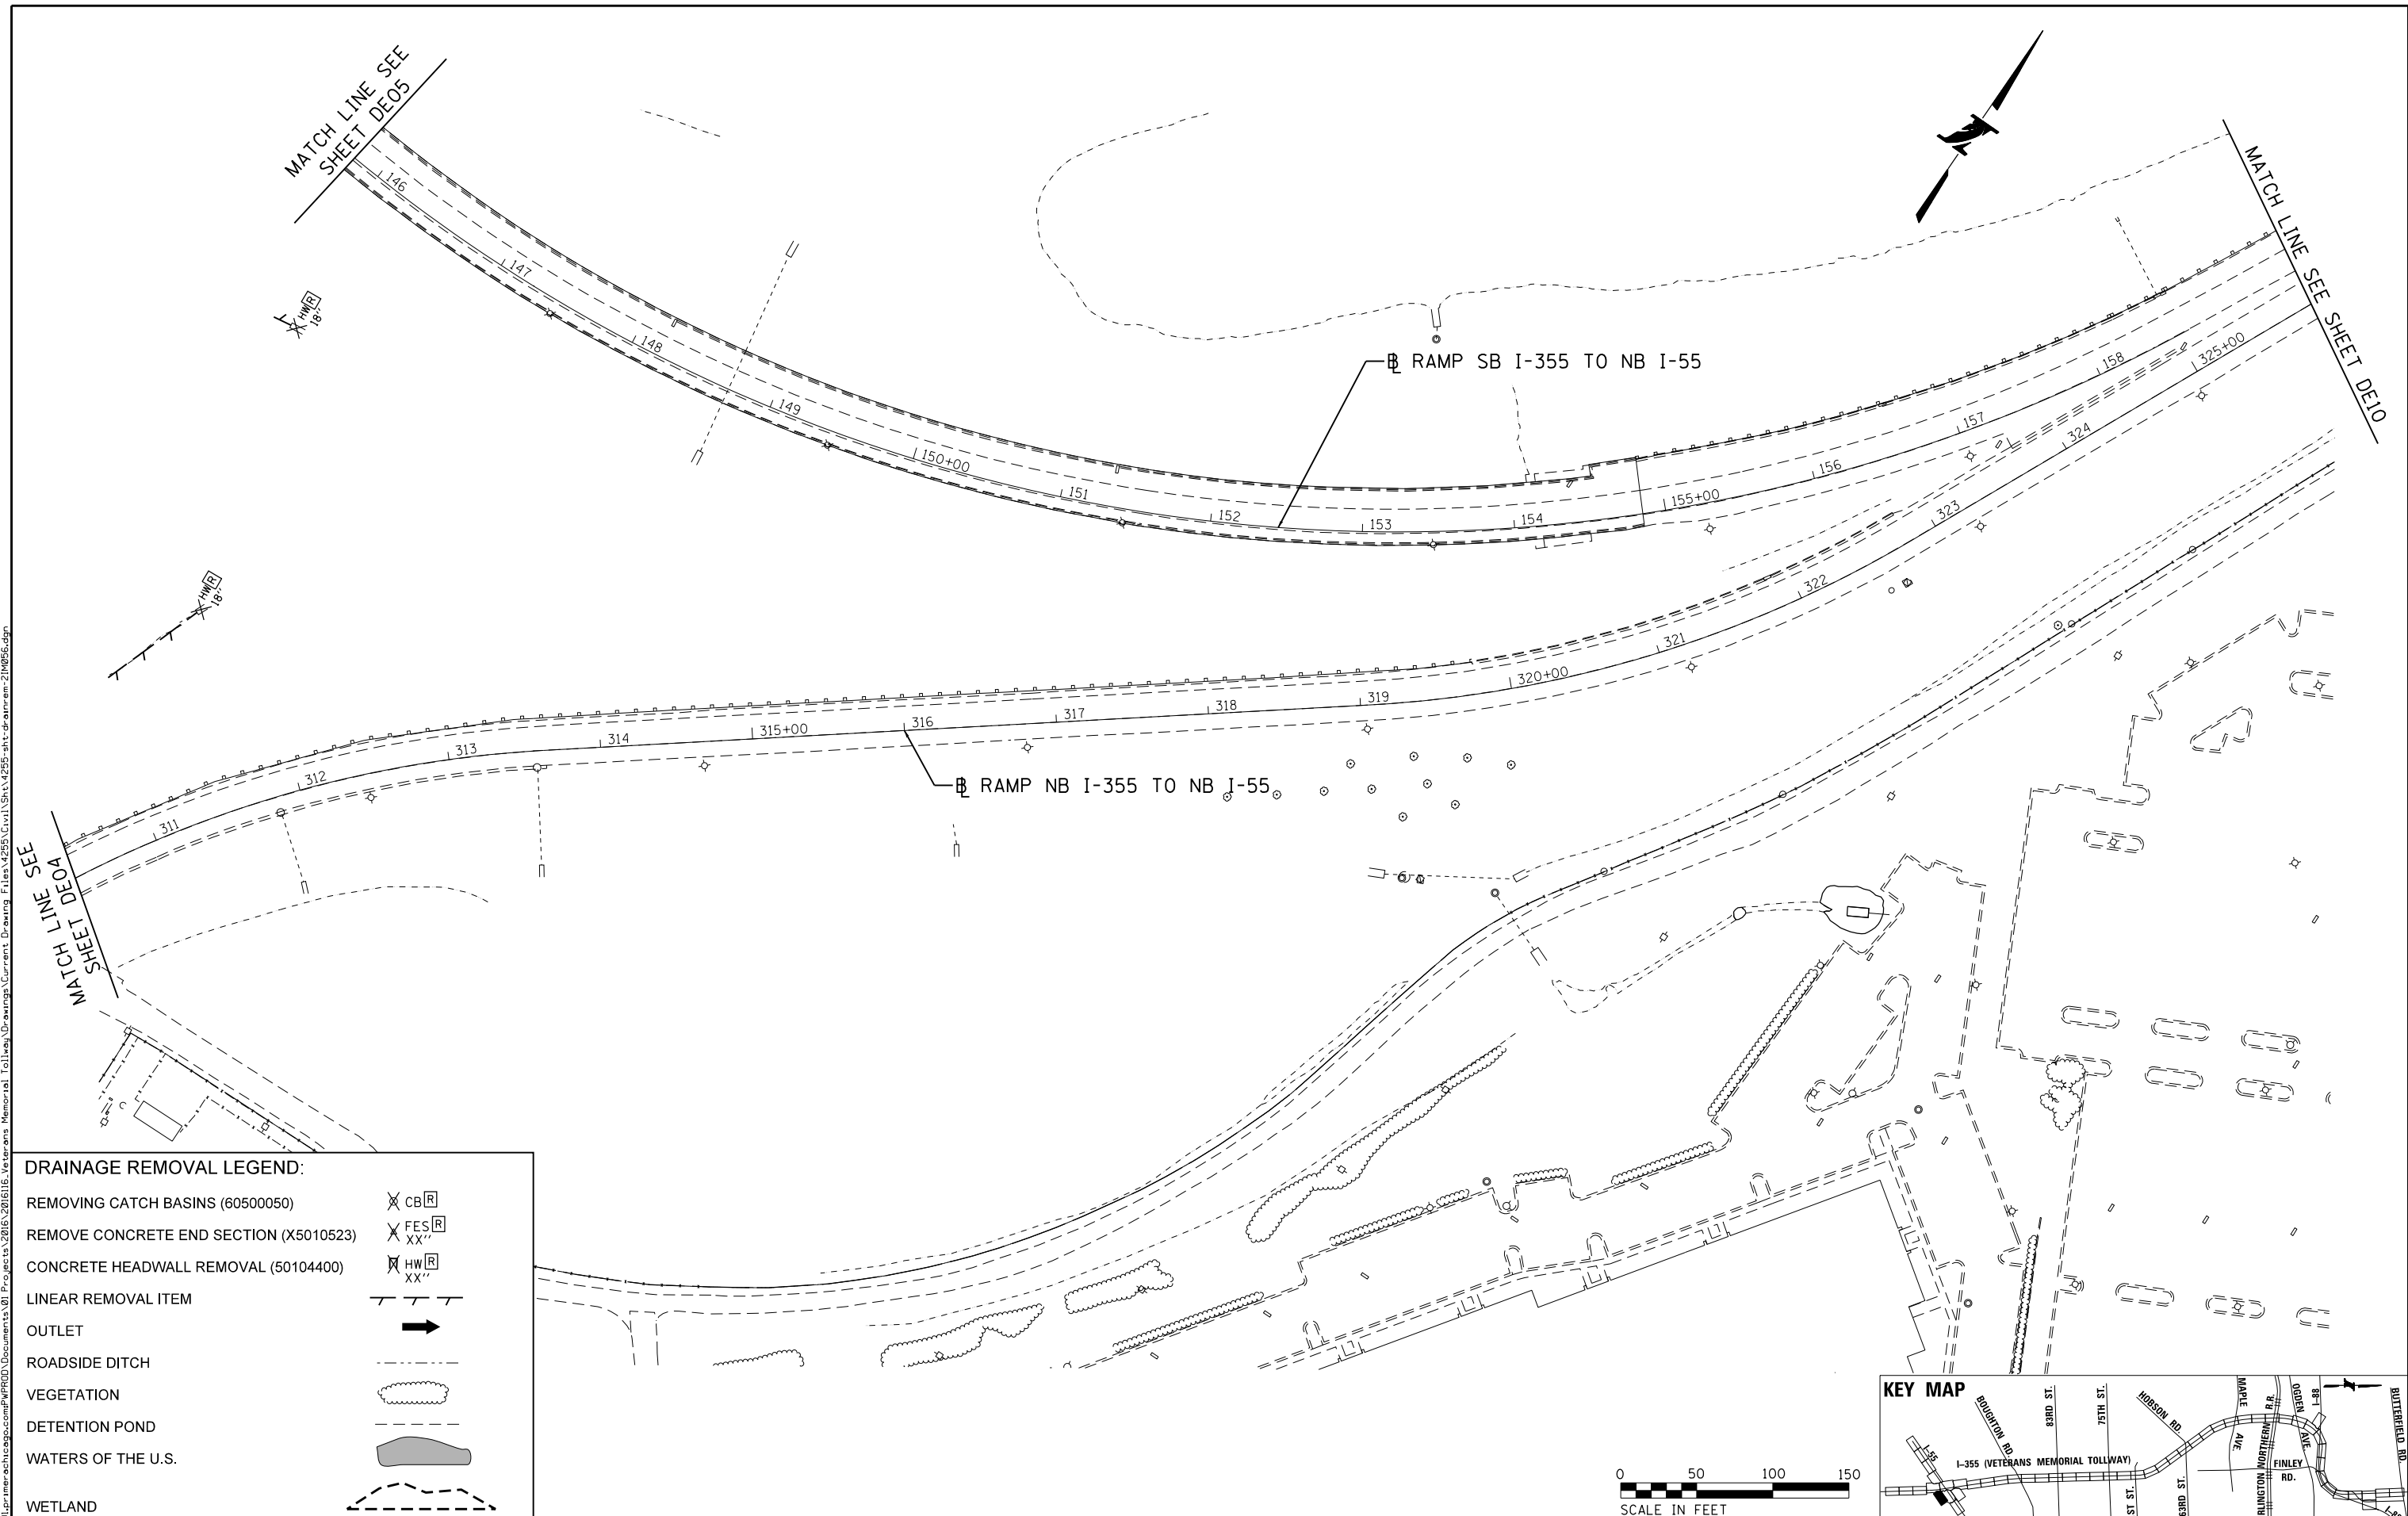 MATCH LINE SEE
SHEET DE05
146
147
148
149
150+00
151
152
153
154
155+00
156
157
158
HW R
18''
HW R
18''
B RAMP SB I-355 TO NB I-55
MATCH LINE SEE SHEET DE10
311
312
313
314
315+00
316
317
318
319
320+00
321
322
323
324
325+00
B RAMP NB I-355 TO NB I-55
MATCH LINE SEE
SHEET DE04
C
DRAINAGE REMOVAL LEGEND:
REMOVING CATCH BASINS (60500050) CB R
REMOVE CONCRETE END SECTION (X5010523) FES R
XX''
CONCRETE HEADWALL REMOVAL (50104400) HW R
XX''
LINEAR REMOVAL ITEM
OUTLET
ROADSIDE DITCH
VEGETATION
DETENTION POND
WATERS OF THE U.S.
WETLAND
0 50 100 150
SCALE IN FEET
KEY MAP
I-55
BOUGHTON RD.
83RD ST.
75TH ST.
HOBSON RD.
MAPLE AVE.
R.R.
OGDEN AVE.
I-88
BUTTERFIELD RD.
I-355 (VETERANS MEMORIAL TOLLWAY)
FINLEY
RD.
63RD ST.
RLINGTON NORTHERN
ST ST.